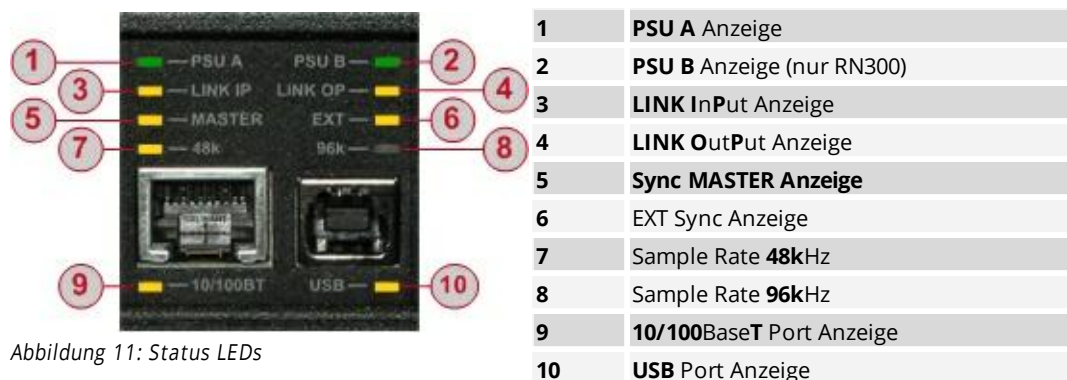 1 PSU A PSU B 2
3 LINK IP LINK OP 4
5 MASTER EXT 6
7 48k 96k 8
9 10/100BT USB 10
Abbildung 11: Status LEDs
1 PSU A Anzeige
2 PSU B Anzeige (nur RN300)
3 LINK InPut Anzeige
4 LINK OutPut Anzeige
5 Sync MASTER Anzeige
6 EXT Sync Anzeige
7 Sample Rate 48kHz
8 Sample Rate 96kHz
9 10/100BaseT Port Anzeige
10 USB Port Anzeige